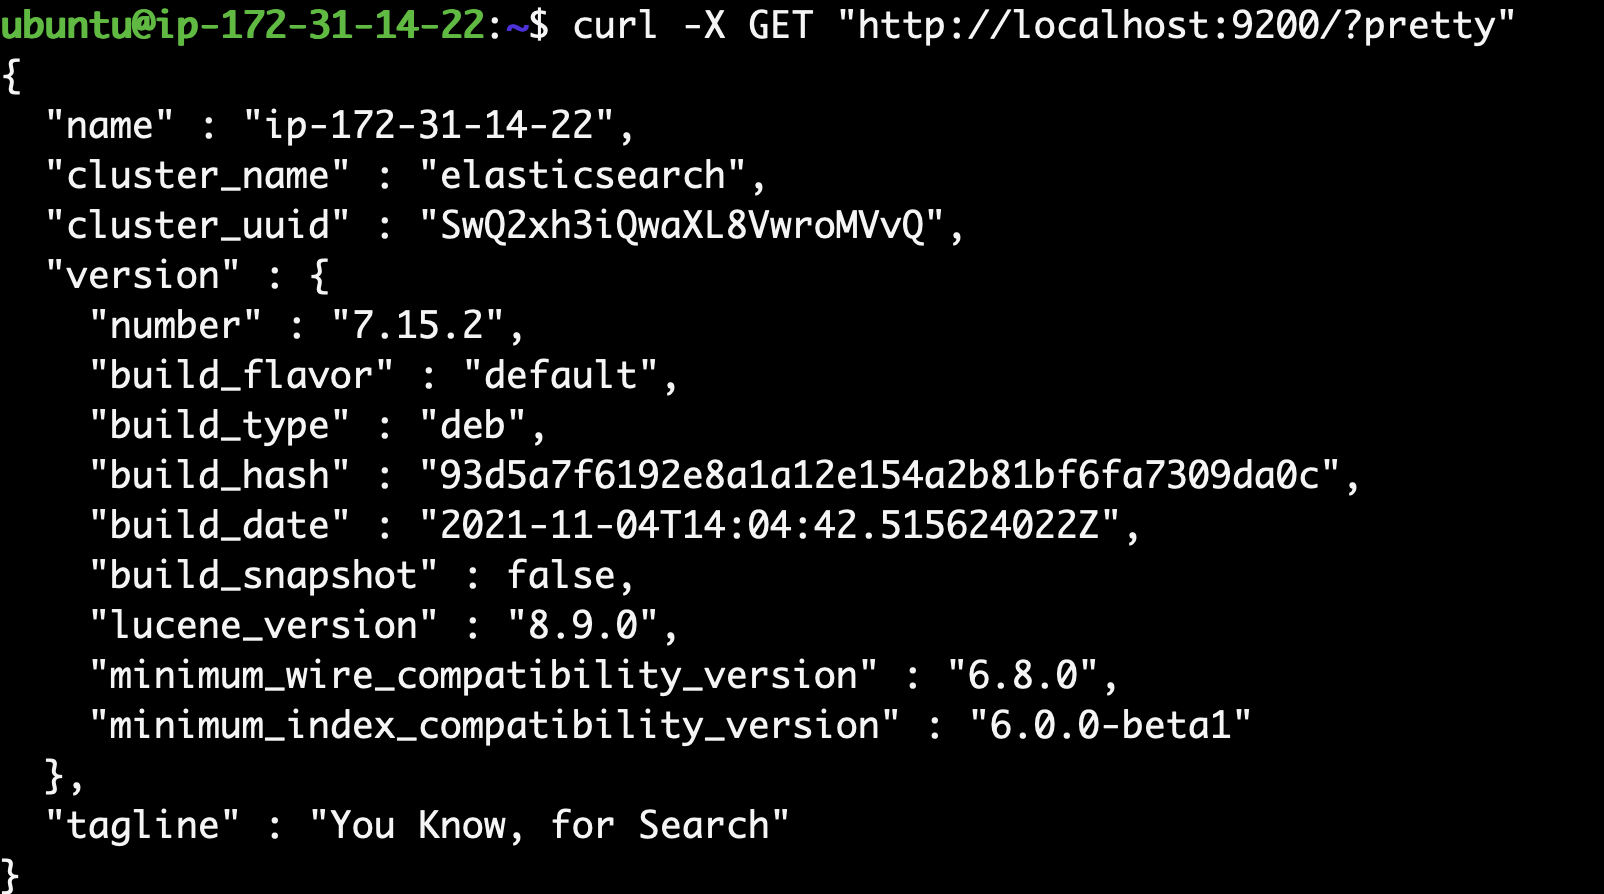 ubuntu@ip-172-31-14-22:~$ curl -X GET "http://localhost:9200/?pretty"
{
  "name" : "ip-172-31-14-22",
  "cluster_name" : "elasticsearch",
  "cluster_uuid" : "SwQ2xh3iQwaXL8VwroMVvQ",
  "version" : {
    "number" : "7.15.2",
    "build_flavor" : "default",
    "build_type" : "deb",
    "build_hash" : "93d5a7f6192e8a1a12e154a2b81bf6fa7309da0c",
    "build_date" : "2021-11-04T14:04:42.515624022Z",
    "build_snapshot" : false,
    "lucene_version" : "8.9.0",
    "minimum_wire_compatibility_version" : "6.8.0",
    "minimum_index_compatibility_version" : "6.0.0-beta1"
  },
  "tagline" : "You Know, for Search"
}